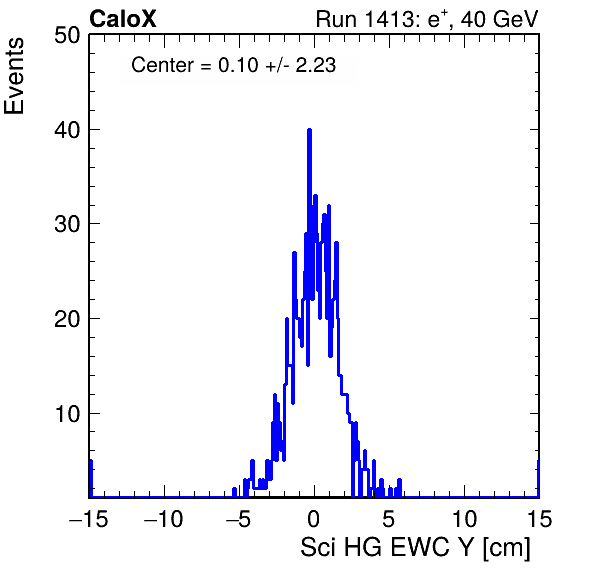 CaloX Run 1413: e⁺, 40 GeV
Events
Center = 0.10 +/- 2.23
50
40
30
20
10
−15 −10 −5 0 5 10 15
Sci HG EWC Y [cm]